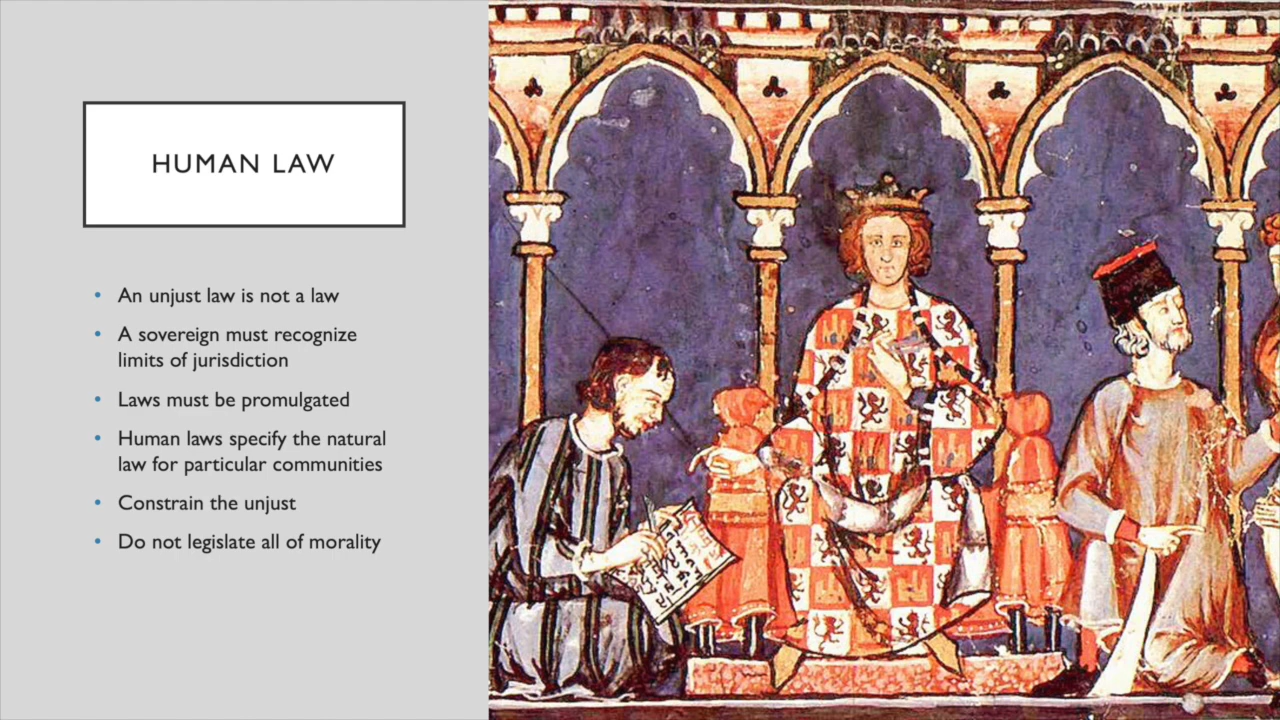 HUMAN LAW
• An unjust law is not a law
• A sovereign must recognize
limits of jurisdiction
• Laws must be promulgated
• Human laws specify the natural
law for particular communities
• Constrain the unjust
• Do not legislate all of morality